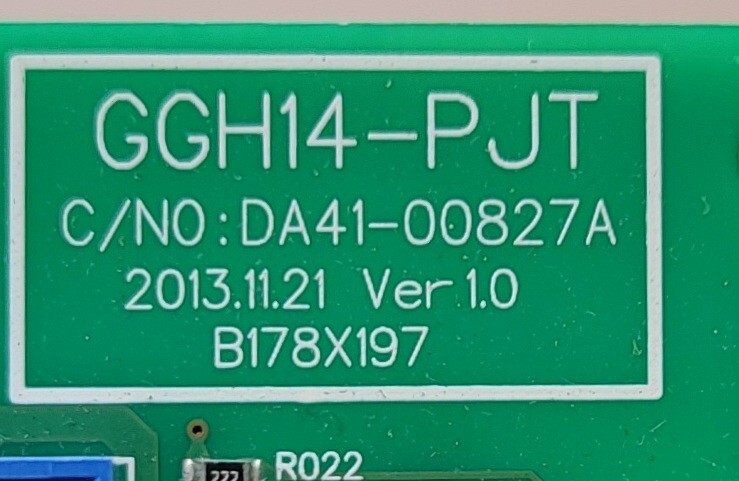 GGH14-PJT
C/NO:DA41-00827A
2013.11.21 Ver 1.0
B178X197
R022
222